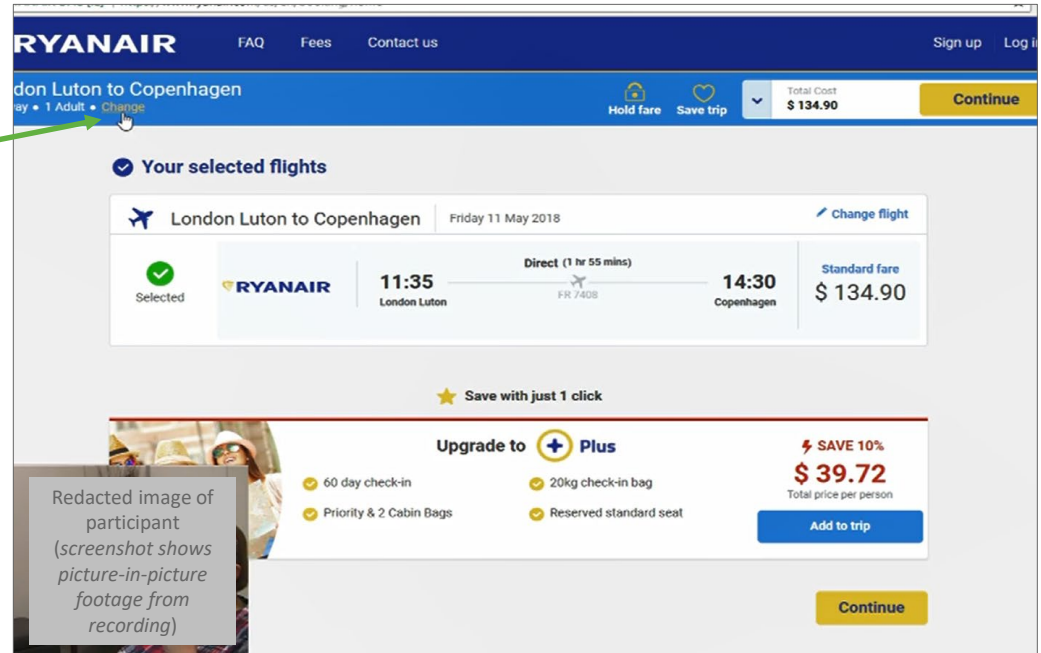 RYANAIR FAQ Fees Contact us Sign up Log i
don Luton to Copenhagen
ay • 1 Adult • Change
Hold fare Save trip
Total Cost
$ 134.90
Continue
Your selected flights
London Luton to Copenhagen Friday 11 May 2018 Change flight
Selected
RYANAIR
11:35
London Luton
Direct (1 hr 55 mins)
FR 7408
14:30
Copenhagen
Standard fare
$ 134.90
Save with just 1 click
Upgrade to + Plus
60 day check-in
20kg check-in bag
Priority & 2 Cabin Bags
Reserved standard seat
SAVE 10%
$ 39.72
Total price per person
Add to trip
Redacted image of
participant
(screenshot shows
picture-in-picture
footage from
recording)
Continue